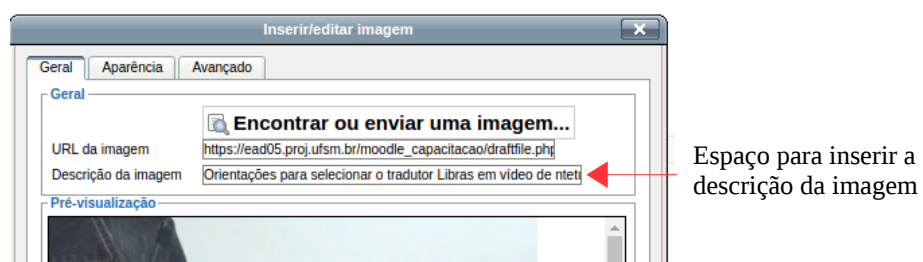 Inserir/editar imagem
Geral Aparência Avançado
Geral
Encontrar ou enviar uma imagem...
URL da imagem https://ead05.proj.ufsm.br/moodle_capacitacao/draftfile.php
Descrição da imagem Orientações para selecionar o tradutor Libras em vídeo de
Espaço para inserir a
descrição da imagem
Pré-visualização